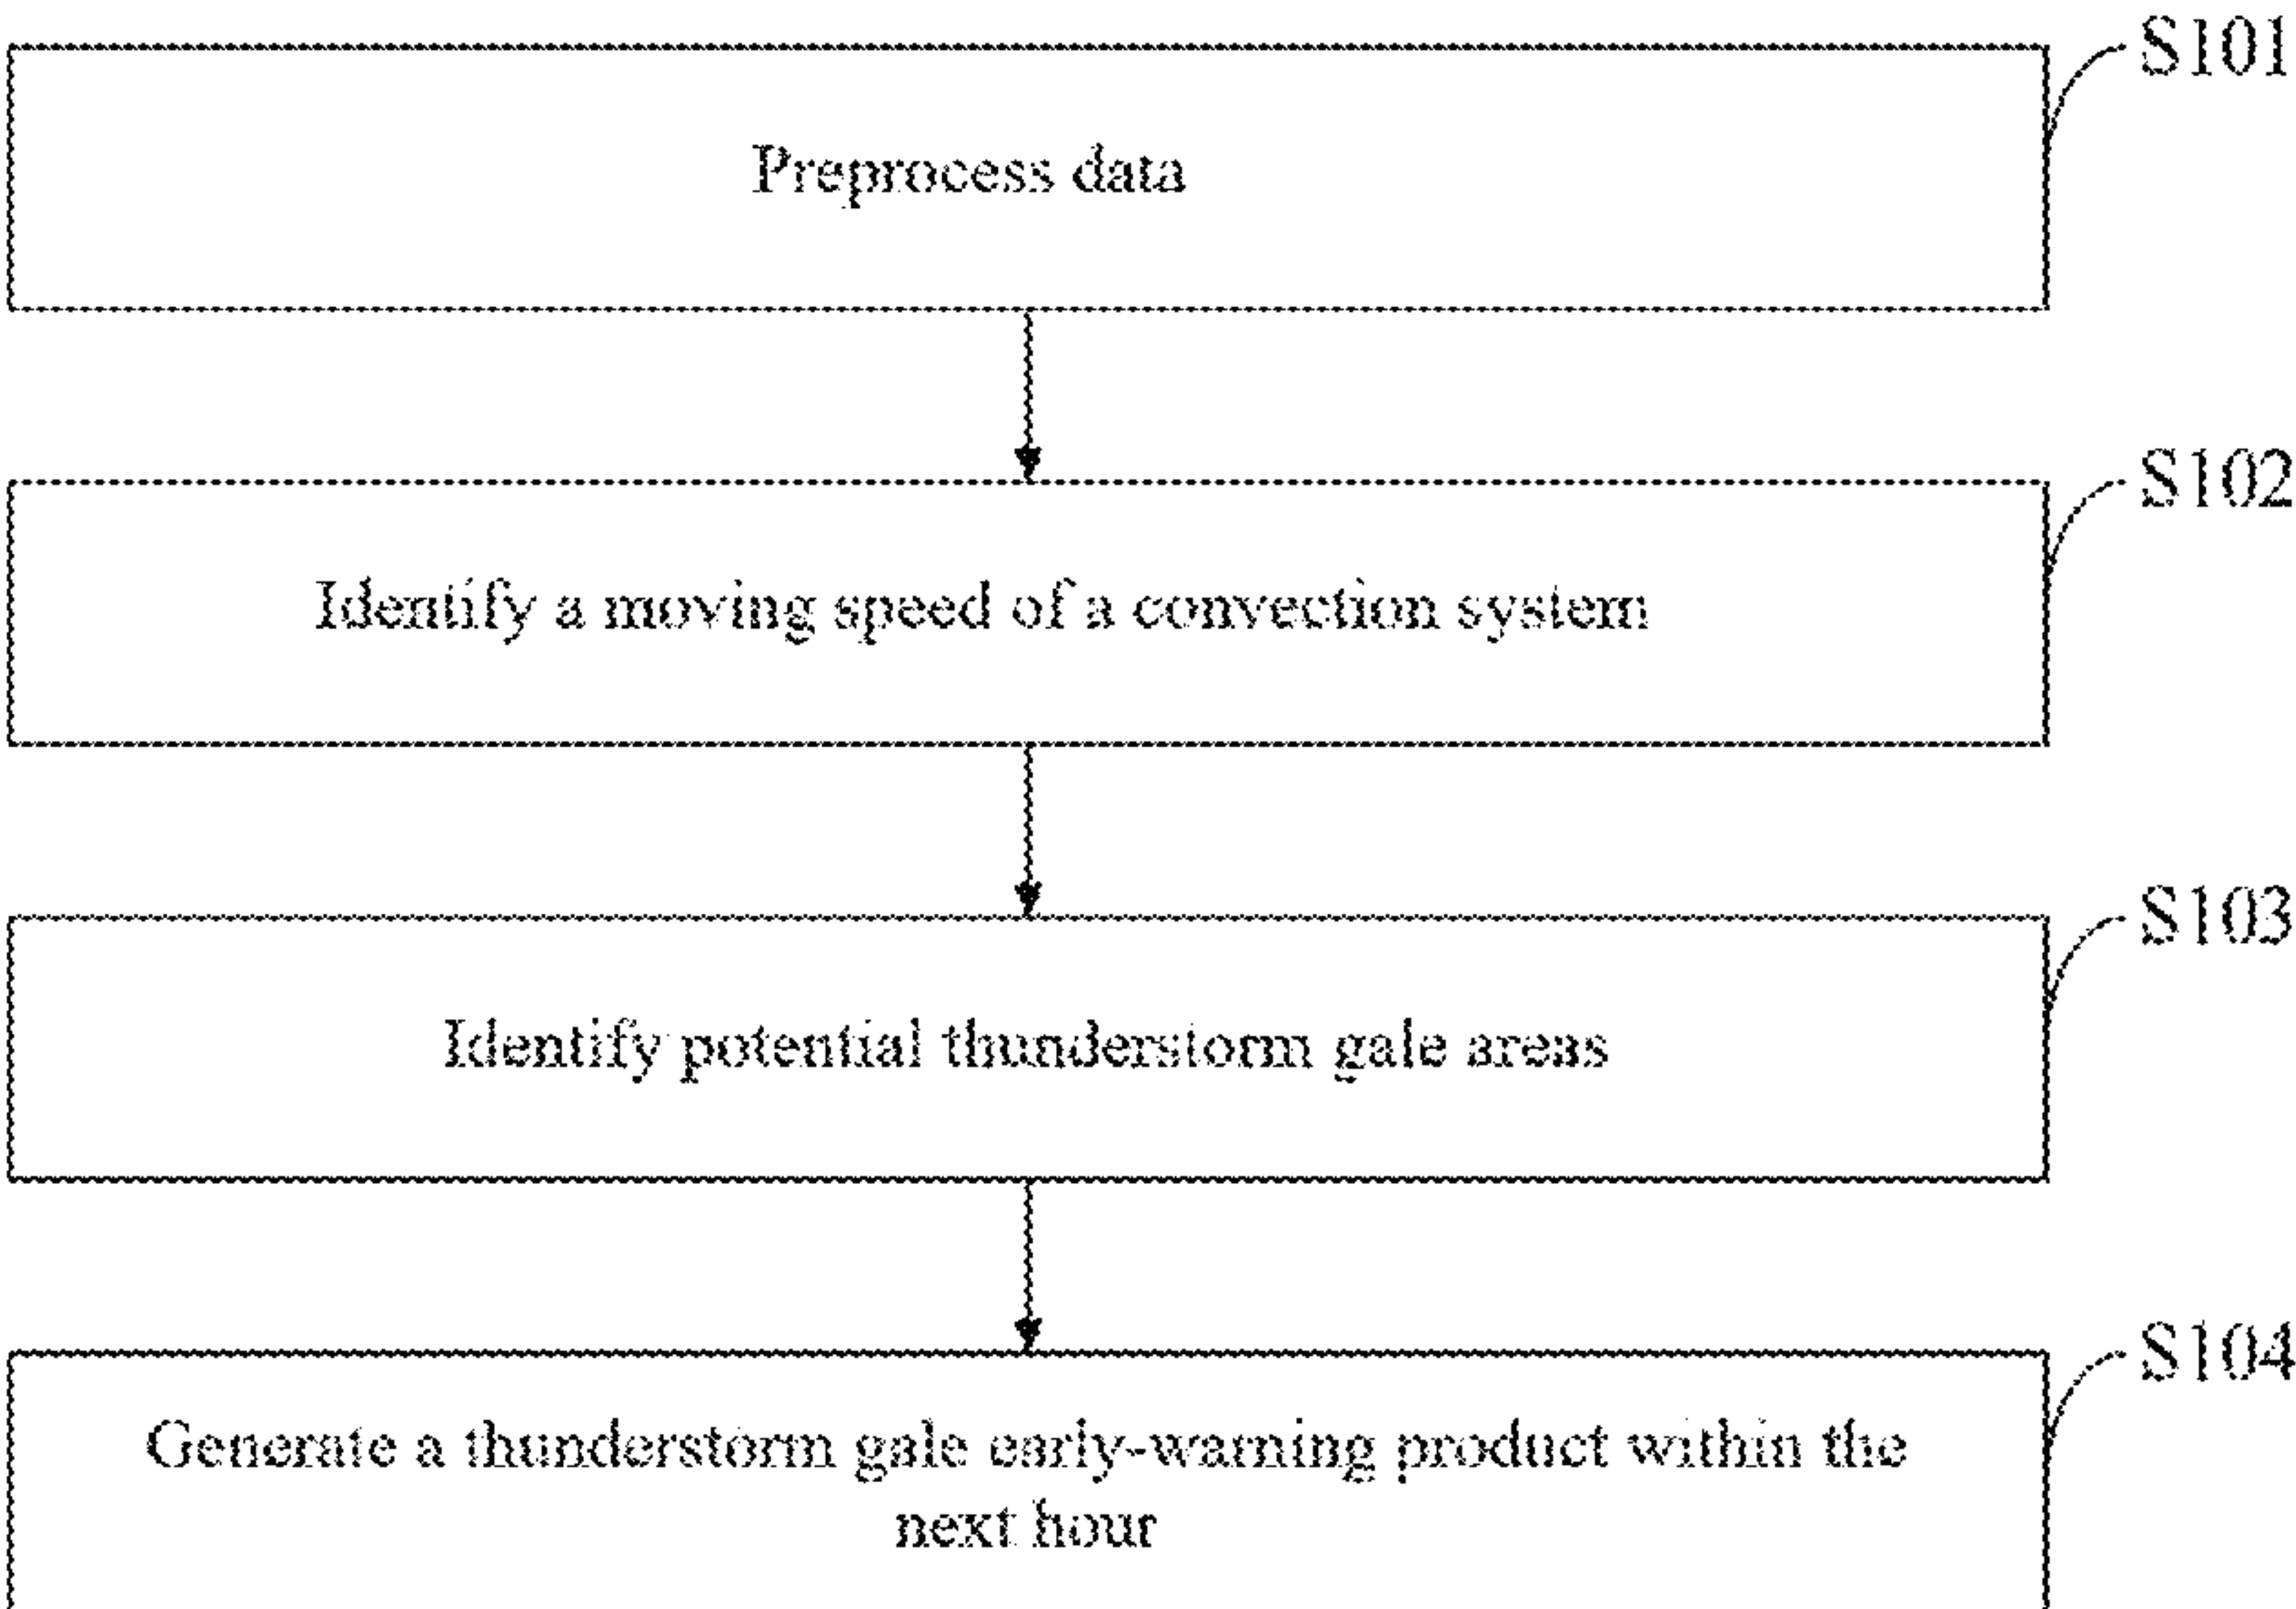 S101
Preprocess data
S102
Identify a moving speed of a convection system
S103
Identify potential thunderstorm gale areas
S104
Generate a thunderstorm gale early-warning product within the
next hour